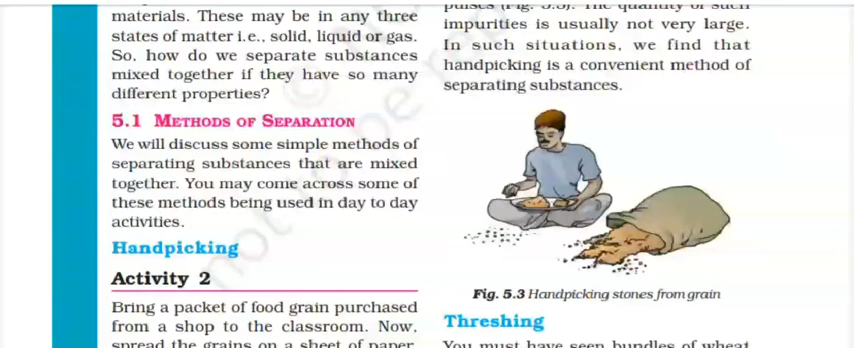 materials. These may be in any three
states of matter i.e., solid, liquid or gas.
So, how do we separate substances
mixed together if they have so many
different properties?
5.1 METHODS OF SEPARATION
We will discuss some simple methods of
separating substances that are mixed
together. You may come across some of
these methods being used in day to day
activities.
Handpicking
Activity 2
Bring a packet of food grain purchased
from a shop to the classroom. Now,
spread the grains on a sheet of paper.
pulses (Fig. 5.3). The quantity of such
impurities is usually not very large.
In such situations, we find that
handpicking is a convenient method of
separating substances.
Fig. 5.3 Handpicking stones from grain
Threshing
You must have seen bundles of wheat
not to be rep